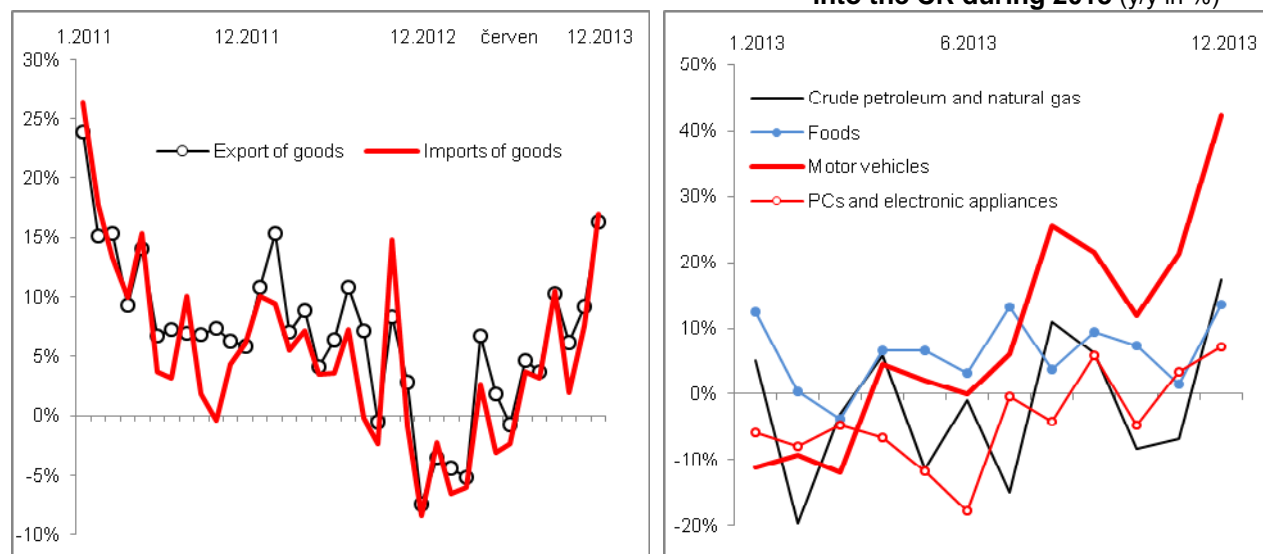 into the CR during 2013 (y/y in %)
1.2011 12.2011 12.2012 červen 12.2013
30%
25%
20%
15%
10%
5%
0%
-5%
-10%
Export of goods Imports of goods
1.2013 6.2013 12.2013
50%
40%
30%
20%
10%
0%
-10%
-20%
Crude petroleum and natural gas
Foods
Motor vehicles
PCs and electronic appliances